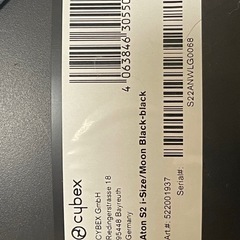 cybex
CYBEX GmbH
Riedingerstrasse 18
95448 Bayreuth
Germany
4 063846 30550
Aton S2 i-Size/Moon Black-black
Art.#: 522001937
Serial#
S22ANWLG0068